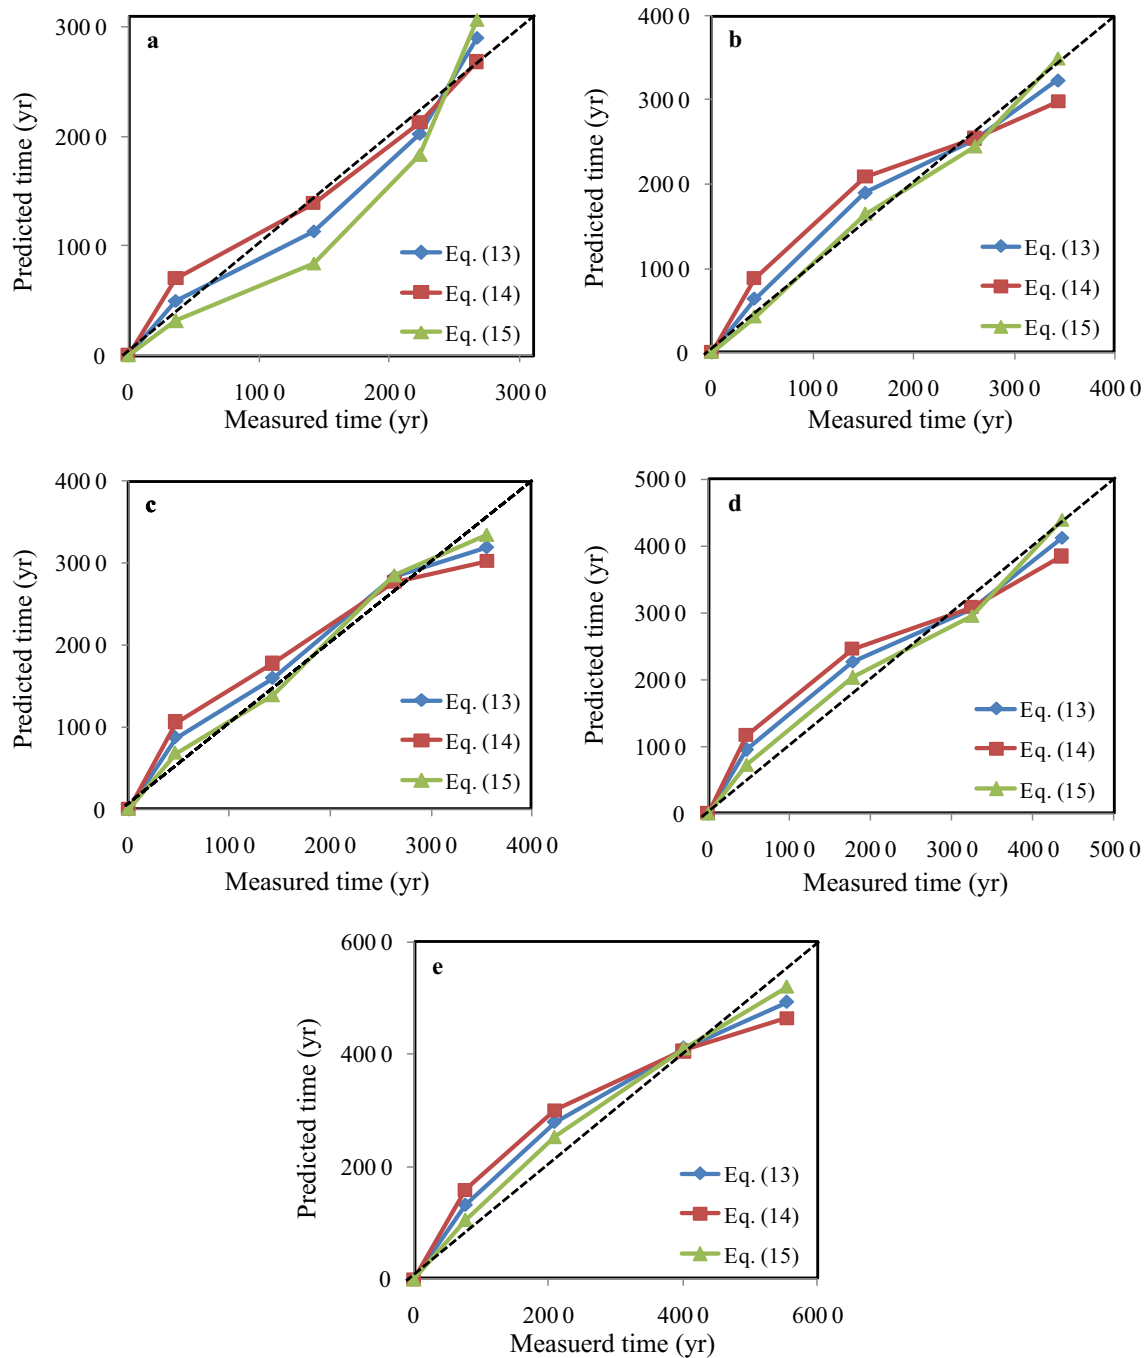 a
300 0
200 0
100 0
0
Predicted time (yr)
Eq. (13)
Eq. (14)
Eq. (15)
0 100 0 200 0 300 0
Measured time (yr)
b
400 0
300 0
200 0
100 0
0
Predicted time (yr)
Eq. (13)
Eq. (14)
Eq. (15)
0 100 0 200 0 300 0 400 0
Measured time (yr)
c
400 0
300 0
200 0
100 0
0
Predicted time (yr)
Eq. (13)
Eq. (14)
Eq. (15)
0 100 0 200 0 300 0 400 0
Measured time (yr)
d
500 0
400 0
300 0
200 0
100 0
0
Predicted time (yr)
Eq. (13)
Eq. (14)
Eq. (15)
0 100 0 200 0 300 0 400 0 500 0
Measured time (yr)
e
600 0
400 0
200 0
0
Predicted time (yr)
Eq. (13)
Eq. (14)
Eq. (15)
0 200 0 400 0 600 0
Measuerd time (yr)